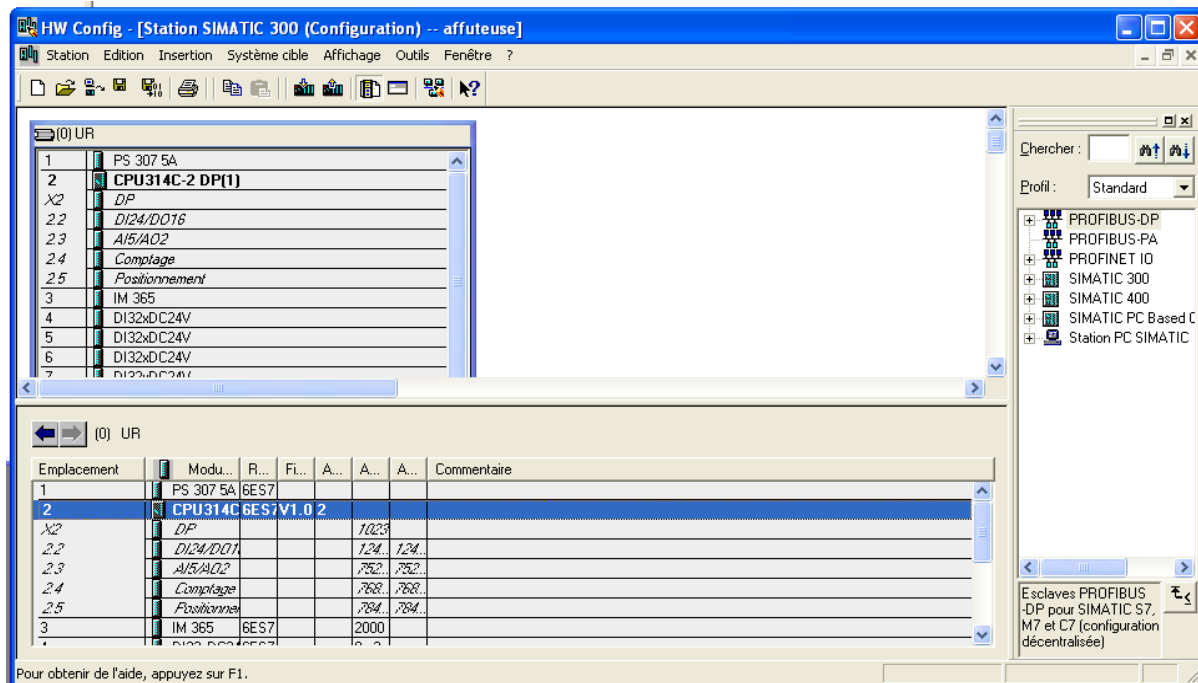 HW Config - [Station SIMATIC 300 (Configuration) -- affuteuse]
Station Edition Insertion Système cible Affichage Outils Fenêtre ?
(0) UR
1 PS 307 5A
2 CPU314C-2 DP(1)
X2 DP
2.2 DI24/DO16
2.3 AI5/AO2
2.4 Comptage
2.5 Positionnement
3 IM 365
4 DI32xDC24V
5 DI32xDC24V
6 DI32xDC24V
7 DI32xDC24V
Chercher :
Profil : Standard
PROFIBUS-DP
PROFIBUS-PA
PROFINET IO
SIMATIC 300
SIMATIC 400
SIMATIC PC Based C
Station PC SIMATIC
(0) UR
Emplacement Modu... R... Fi... A... A... A... Commentaire
1 PS 307 5A 6ES7
2 CPU314C 6ES7 V1.0 2
X2 DP 1023
2.2 DI24/DO1 124... 124...
2.3 AI5/AO2 752... 752...
2.4 Comptage 768... 768...
2.5 Positionner 784... 784...
3 IM 365 6ES7 2000
Esclaves PROFIBUS
-DP pour SIMATIC S7,
M7 et C7 (configuration
décentralisée)
Pour obtenir de l'aide, appuyez sur F1.